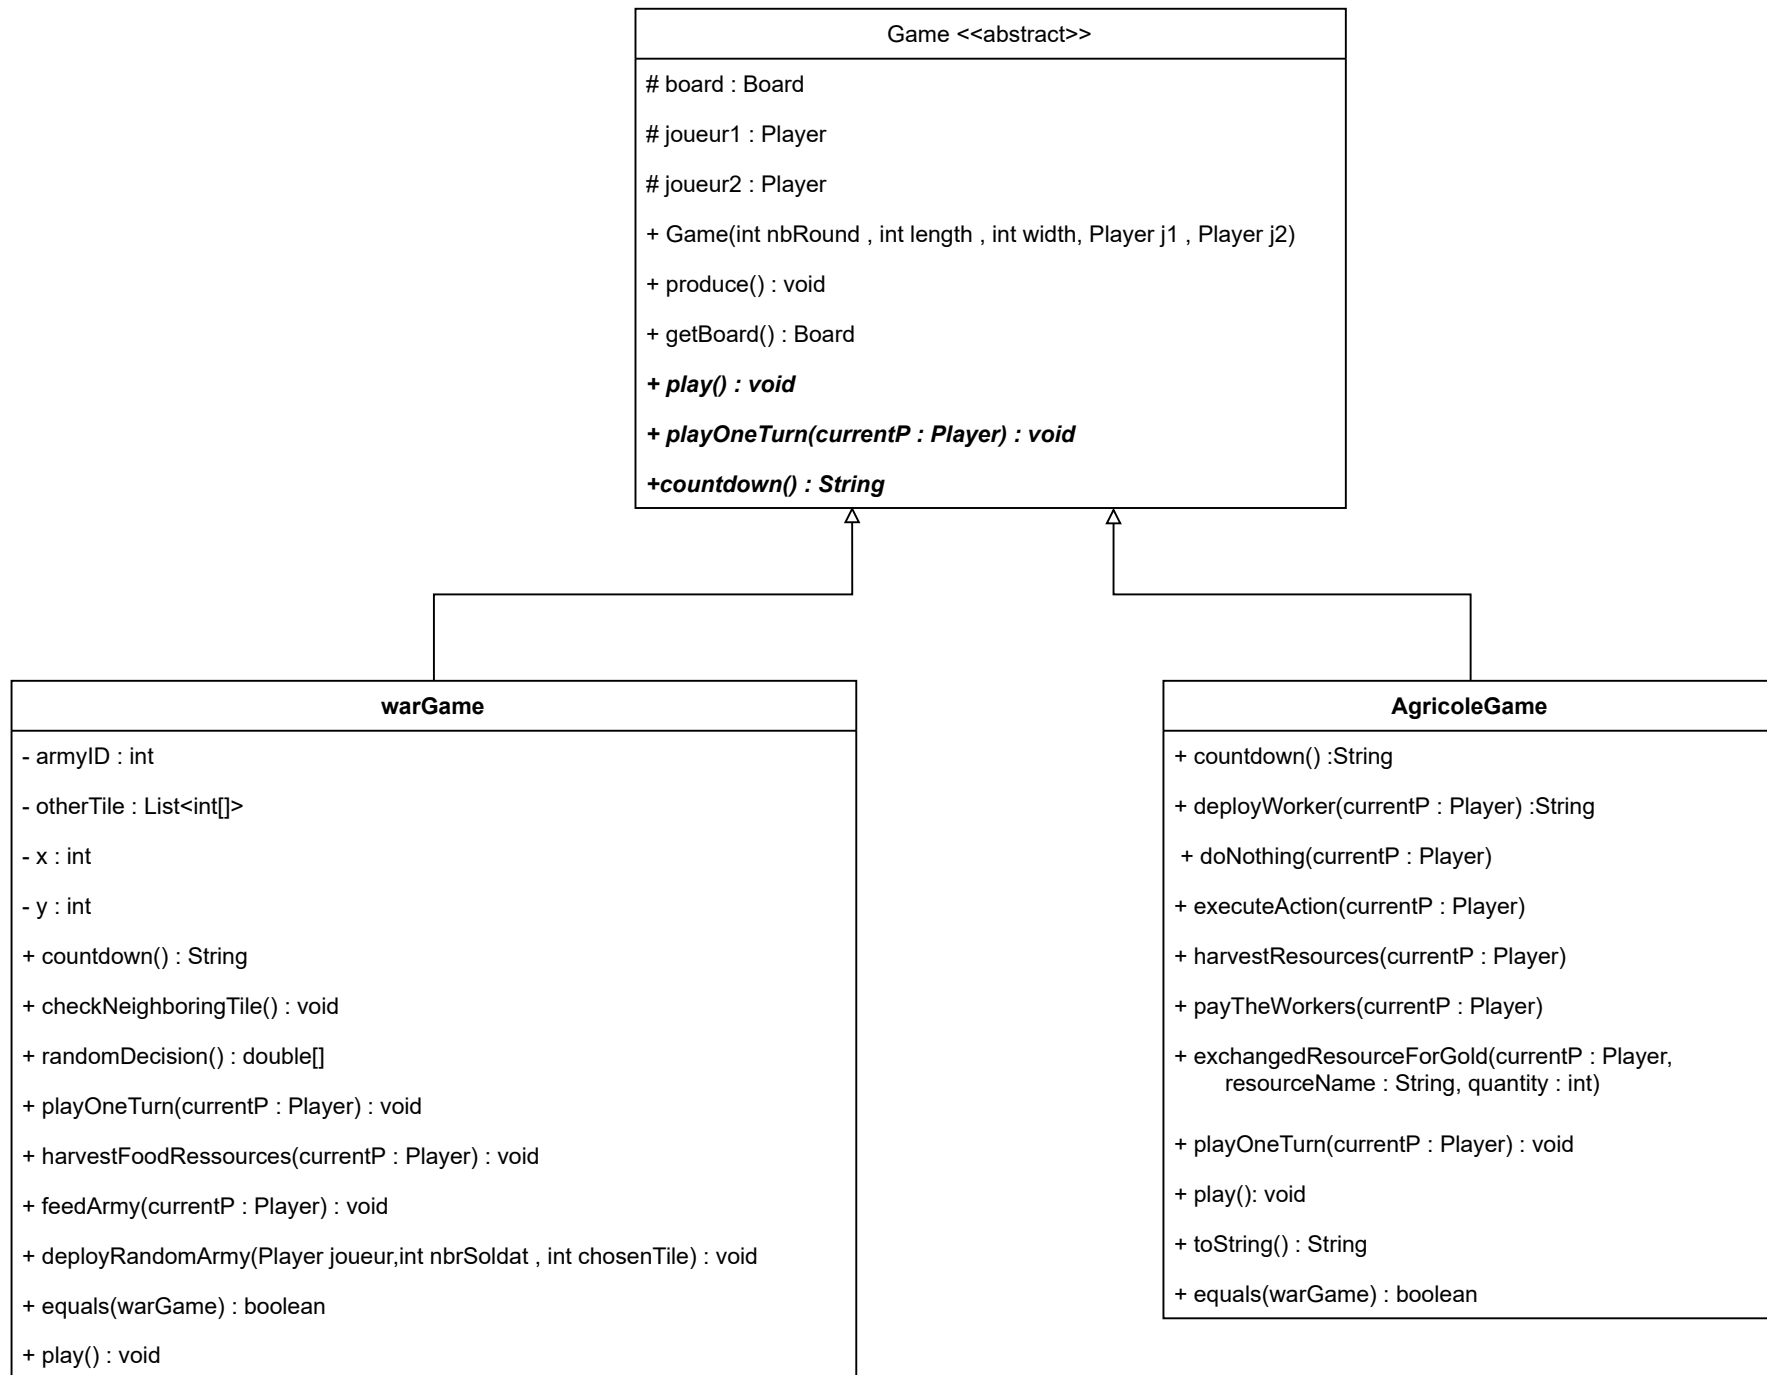 Game <<abstract>>
# board : Board
# joueur1 : Player
# joueur2 : Player
+ Game(int nbRound , int length , int width, Player j1 , Player j2)
+ produce() : void
+ getBoard() : Board
+ play() : void
+ playOneTurn(currentP : Player) : void
+countdown() : String
warGame
- armyID : int
- otherTile : List<int[]>
- x : int
- y : int
+ countdown() : String
+ checkNeighboringTile() : void
+ randomDecision() : double[]
+ playOneTurn(currentP : Player) : void
+ harvestFoodRessources(currentP : Player) : void
+ feedArmy(currentP : Player) : void
+ deployRandomArmy(Player joueur,int nbrSoldat , int chosenTile) : void
+ equals(warGame) : boolean
+ play() : void
AgricoleGame
+ countdown() :String
+ deployWorker(currentP : Player) :String
+ doNothing(currentP : Player)
+ executeAction(currentP : Player)
+ harvestResources(currentP : Player)
+ payTheWorkers(currentP : Player)
+ exchangedResourceForGold(currentP : Player,
resourceName : String, quantity : int)
+ playOneTurn(currentP : Player) : void
+ play(): void
+ toString() : String
+ equals(warGame) : boolean